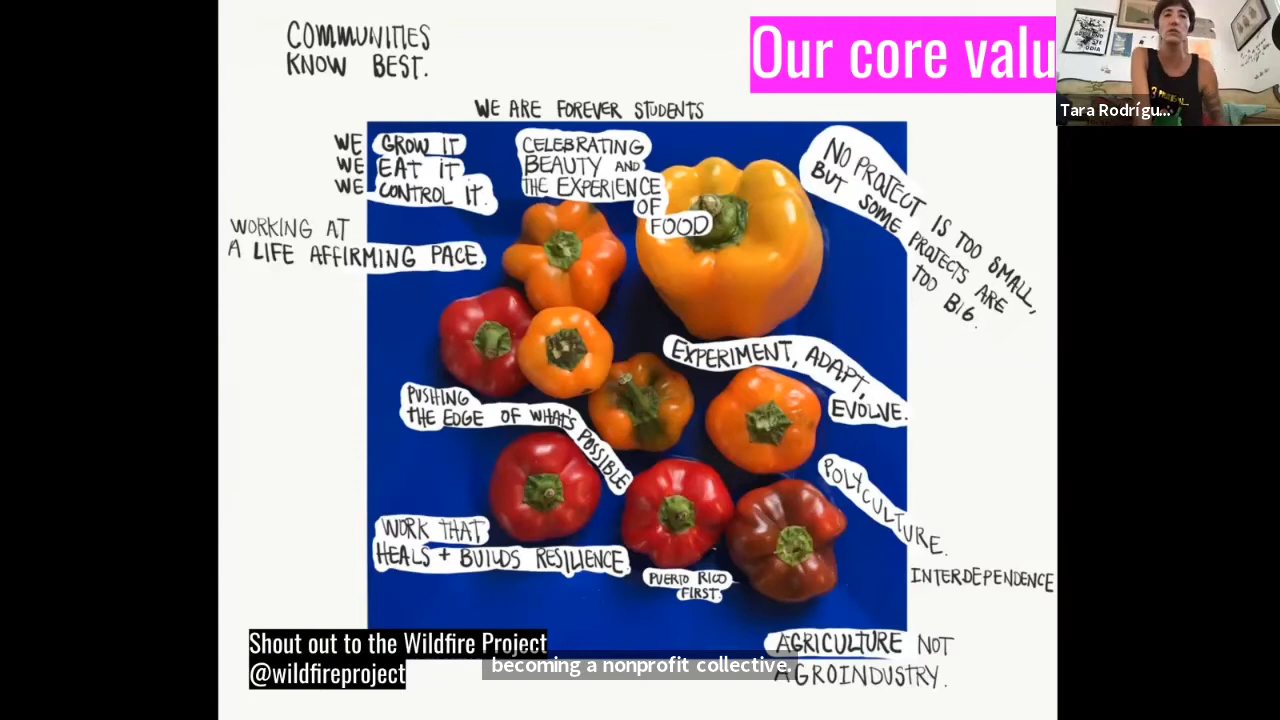 COMMUNITIES
KNOW BEST.
Our core valu
Tara Rodrígu...
WE ARE FOREVER STUDENTS
WE GROW IT
WE EAT IT
WE CONTROL IT.
CELEBRATING
BEAUTY AND
THE EXPERIENCE
OF
FOOD
NO PROJECT IS TOO SMALL,
BUT SOME PROJECTS ARE
TOO BIG.
WORKING AT
A LIFE AFFIRMING PACE.
EXPERIMENT, ADAPT,
EVOLVE.
PUSHING
THE EDGE OF WHAT'S POSSIBLE
POLYCULTURE.
WORK THAT
HEALS + BUILDS RESILIENCE.
PUERTO RICO
FIRST.
INTERDEPENDENCE
Shout out to the Wildfire Project
@wildfireproject
becoming a nonprofit collective.
AGRICULTURE NOT
AGROINDUSTRY.